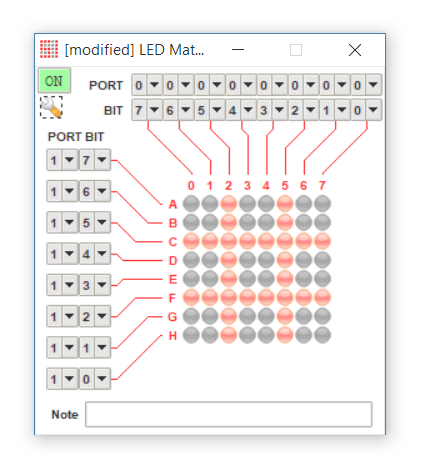 [modified] LED Mat...
ON
PORT 0 0 0 0 0 0 0 0
BIT 7 6 5 4 3 2 1 0
PORT BIT
0 1 2 3 4 5 6 7
1 7 A
1 6 B
1 5 C
1 4 D
1 3 E
1 2 F
1 1 G
1 0 H
Note